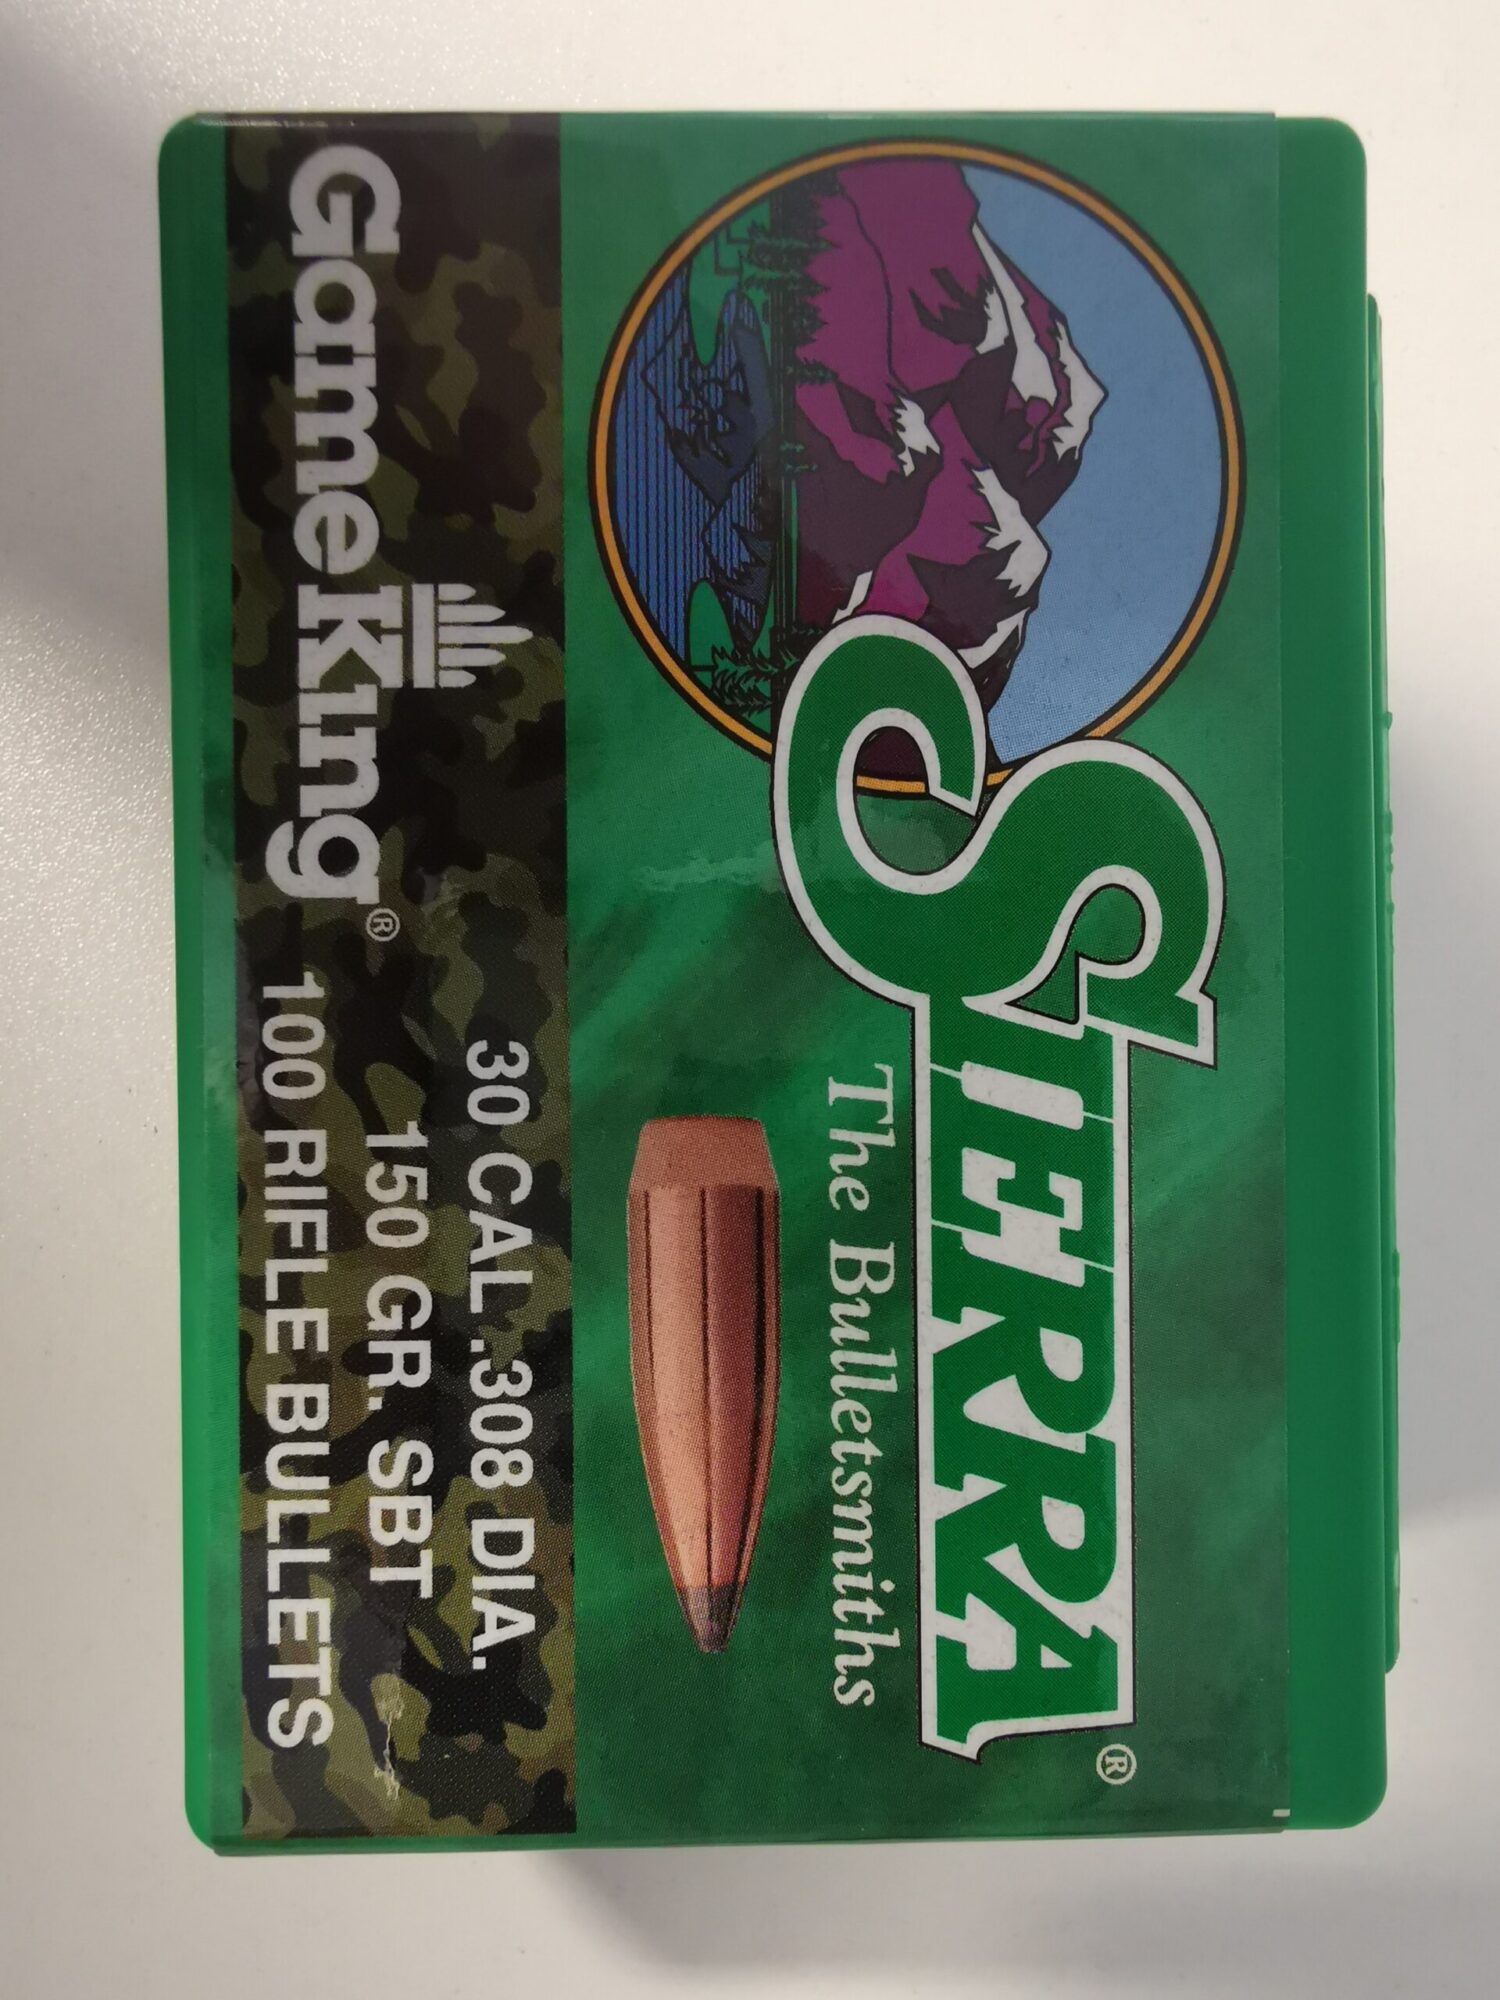 SIERRA®
The Bulletsmiths
GameKing®
30 CAL .308 DIA.
150 GR. SBT
100 RIFLE BULLETS